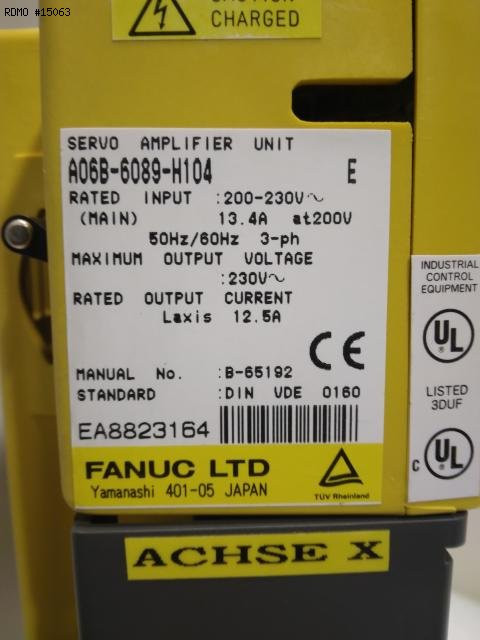 RDMO #15063
CAUTION
CHARGED
SERVO AMPLIFIER UNIT
A06B-6089-H104 E
RATED INPUT :200-230V~
(MAIN) 13.4A at200V
50Hz/60Hz 3-ph
MAXIMUM OUTPUT VOLTAGE
:230V~
RATED OUTPUT CURRENT
Laxis 12.5A
CE
MANUAL No. :B-65192
STANDARD :DIN VDE 0160
EA8823164
FANUC LTD
Yamanashi 401-05 JAPAN
TÜV Rheinland
INDUSTRIAL
CONTROL
EQUIPMENT
UL
LISTED
3DUF
C UL
ACHSE X